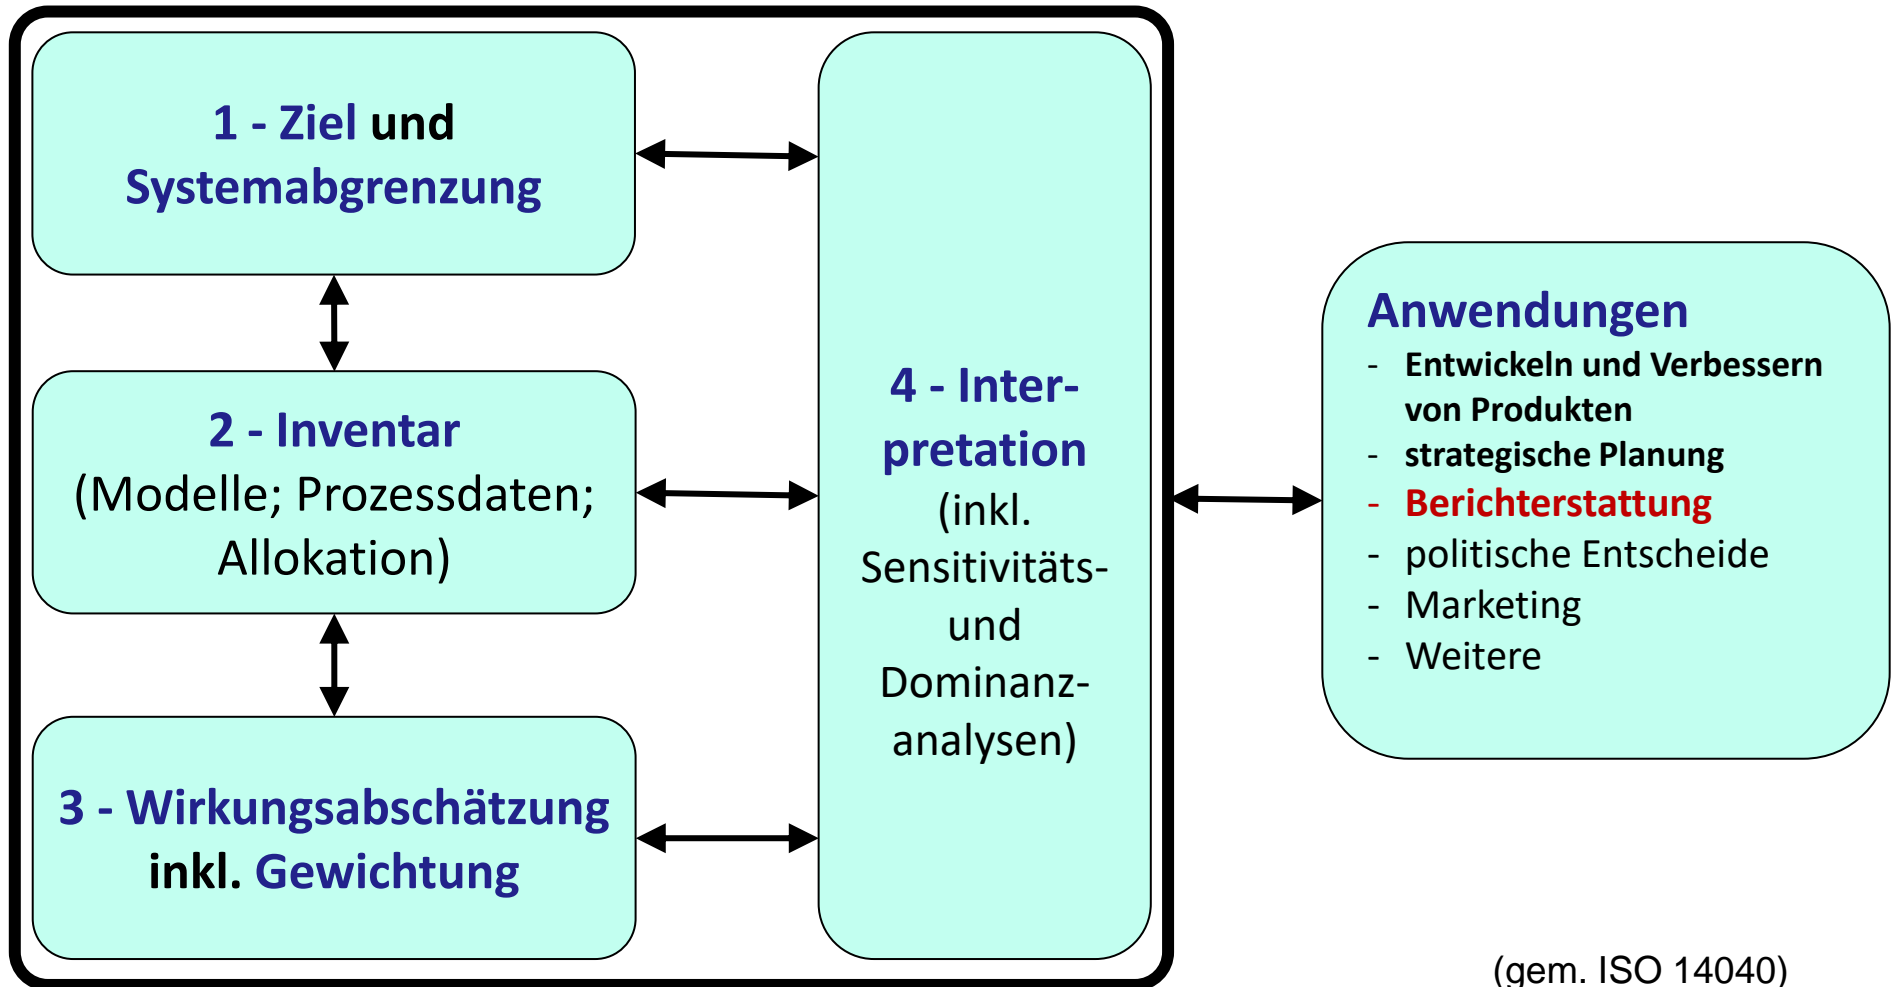 1 - Ziel und
Systemabgrenzung
2 - Inventar
(Modelle; Prozessdaten;
Allokation)
3 - Wirkungsabschätzung
inkl. Gewichtung
4 - Inter-
pretation
(inkl.
Sensitivitäts-
und
Dominanz-
analysen)
Anwendungen
- Entwickeln und Verbessern
von Produkten
- strategische Planung
- Berichterstattung
- politische Entscheide
- Marketing
- Weitere
(gem. ISO 14040)